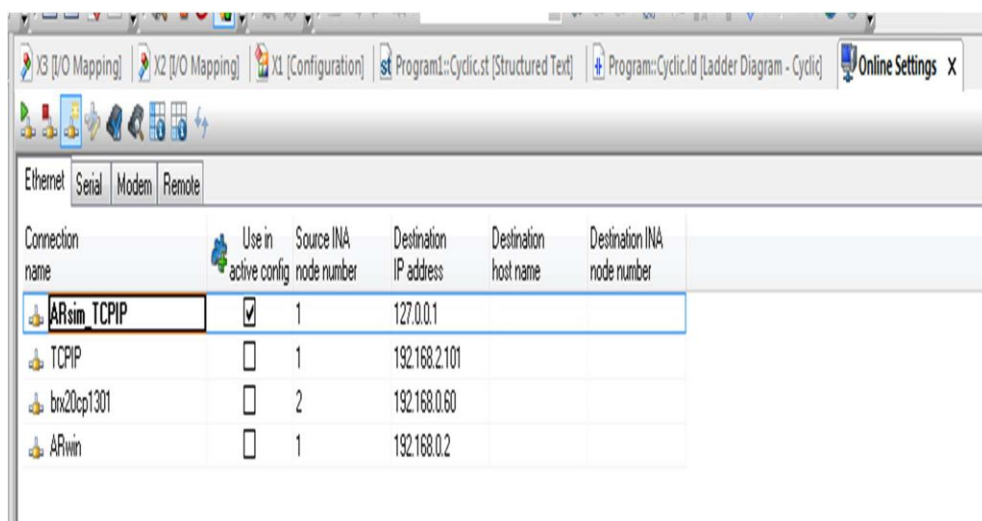 X3 [I/O Mapping] X2 [I/O Mapping] X1 [Configuration] st Program1::Cyclic.st [Structured Text] Program::Cyclic.ld [Ladder Diagram - Cyclic] Online Settings X
Ethernet Serial Modem Remote
Connection name Use in active config Source INA node number Destination IP address Destination host name Destination INA node number
ARsim_TCPIP 1 127.0.0.1
TCPIP 1 192.168.2.101
brx20cp1301 2 192.168.0.60
ARwin 1 192.168.0.2